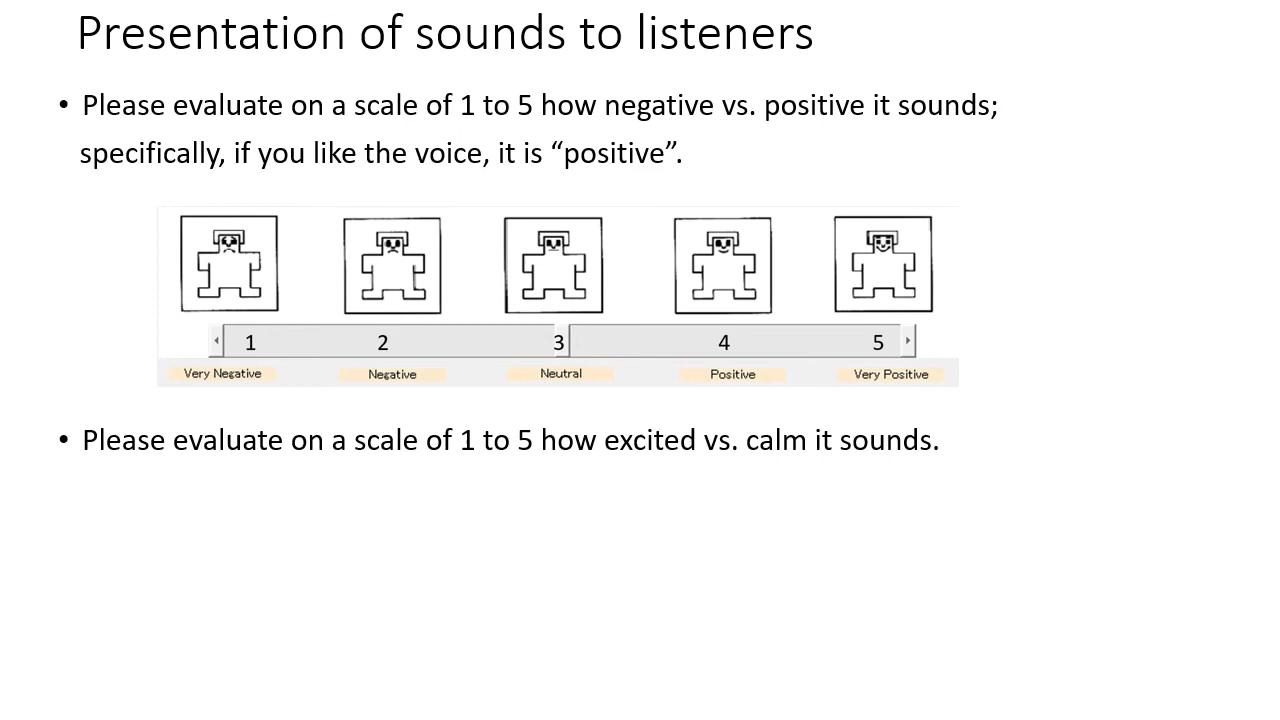 Presentation of sounds to listeners
• Please evaluate on a scale of 1 to 5 how negative vs. positive it sounds;
specifically, if you like the voice, it is “positive”.
1 2 3 4 5
Very Negative Negative Neutral Positive Very Positive
• Please evaluate on a scale of 1 to 5 how excited vs. calm it sounds.